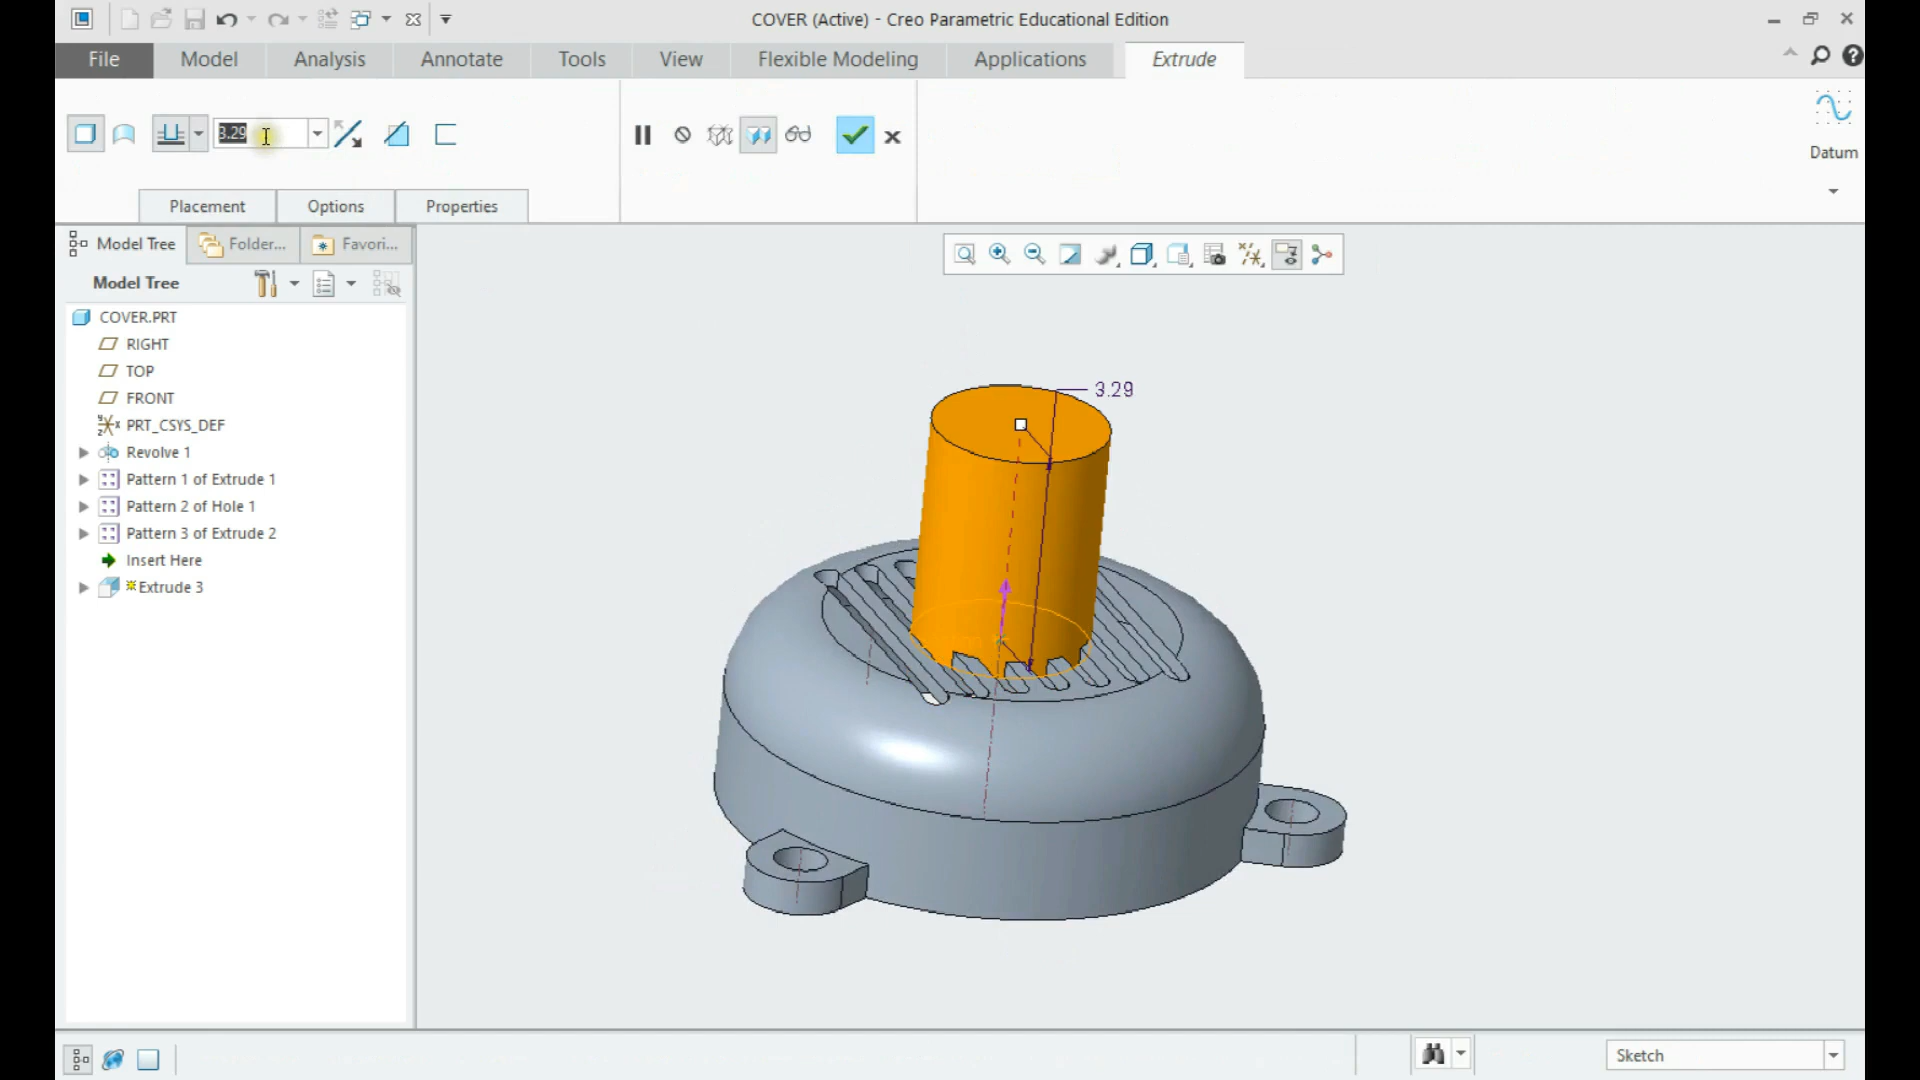 COVER (Active) - Creo Parametric Educational Edition
File Model Analysis Annotate Tools View Flexible Modeling Applications Extrude
3.29
Datum
Placement Options Properties
Model Tree Folder... Favori...
Model Tree
COVER.PRT
RIGHT
TOP
FRONT
PRT_CSYS_DEF
Revolve 1
Pattern 1 of Extrude 1
Pattern 2 of Hole 1
Pattern 3 of Extrude 2
Insert Here
Extrude 3
3.29
Sketch